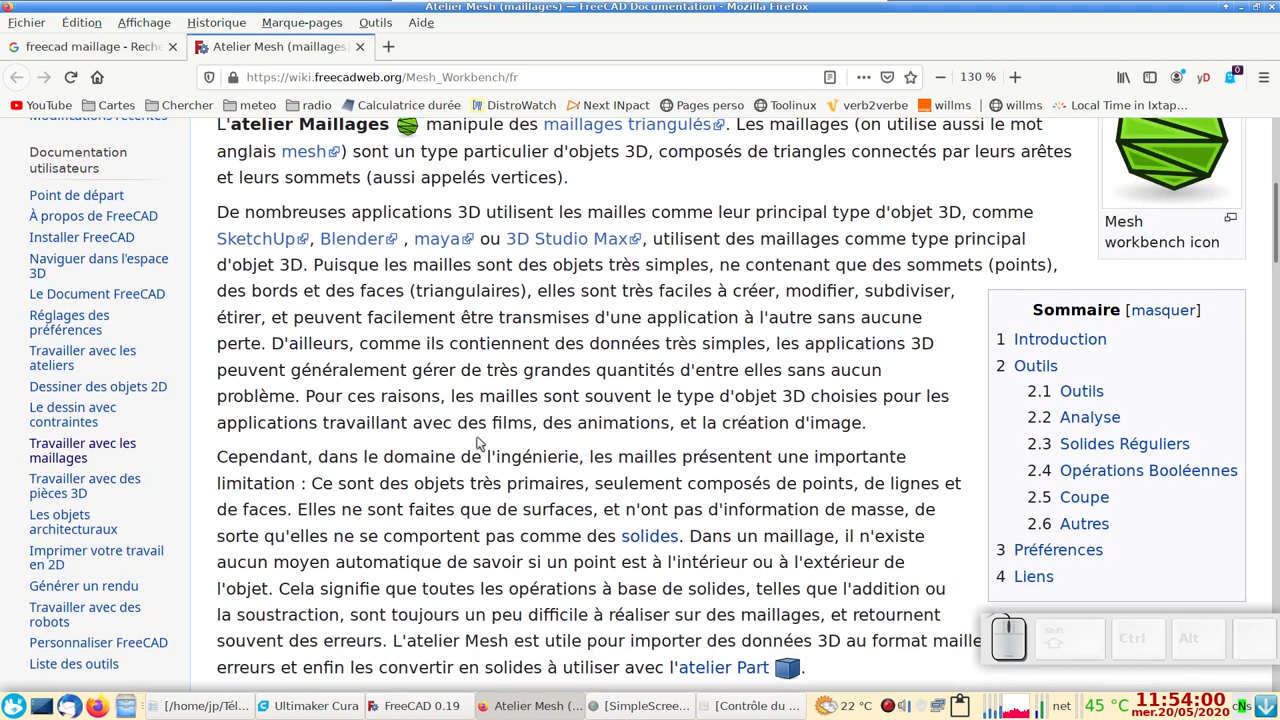 Atelier Mesh (maillages) — FreeCAD Documentation - Mozilla Firefox
Fichier Édition Affichage Historique Marque-pages Outils Aide
freecad maillage - Reche
Atelier Mesh (maillages)
https://wiki.freecadweb.org/Mesh_Workbench/fr
130 %
yD
0
YouTube Cartes Chercher meteo radio Calculatrice durée DistroWatch Next INpact Pages perso Toolinux verb2verbe willms willms Local Time in Ixtap…
Modifications récentes
Documentation
utilisateurs
Point de départ
À propos de FreeCAD
Installer FreeCAD
Naviguer dans l'espace
3D
Le Document FreeCAD
Réglages des
préférences
Travailler avec les
ateliers
Dessiner des objets 2D
Le dessin avec
contraintes
Travailler avec les
maillages
Travailler avec des
pièces 3D
Les objets
architecturaux
Imprimer votre travail
en 2D
Générer un rendu
Travailler avec des
robots
Personnaliser FreeCAD
Liste des outils
L'atelier Maillages manipule des maillages triangulés. Les maillages (on utilise aussi le mot
anglais mesh) sont un type particulier d'objets 3D, composés de triangles connectés par leurs arêtes
et leurs sommets (aussi appelés vertices).
De nombreuses applications 3D utilisent les mailles comme leur principal type d'objet 3D, comme
SketchUp, Blender , maya ou 3D Studio Max, utilisent des maillages comme type principal
d'objet 3D. Puisque les mailles sont des objets très simples, ne contenant que des sommets (points),
des bords et des faces (triangulaires), elles sont très faciles à créer, modifier, subdiviser,
étirer, et peuvent facilement être transmises d'une application à l'autre sans aucune
perte. D'ailleurs, comme ils contiennent des données très simples, les applications 3D
peuvent généralement gérer de très grandes quantités d'entre elles sans aucun
problème. Pour ces raisons, les mailles sont souvent le type d'objet 3D choisies pour les
applications travaillant avec des films, des animations, et la création d'image.
Cependant, dans le domaine de l'ingénierie, les mailles présentent une importante
limitation : Ce sont des objets très primaires, seulement composés de points, de lignes et
de faces. Elles ne sont faites que de surfaces, et n'ont pas d'information de masse, de
sorte qu'elles ne se comportent pas comme des solides. Dans un maillage, il n'existe
aucun moyen automatique de savoir si un point est à l'intérieur ou à l'extérieur de
l'objet. Cela signifie que toutes les opérations à base de solides, telles que l'addition ou
la soustraction, sont toujours un peu difficile à réaliser sur des maillages, et retournent
souvent des erreurs. L'atelier Mesh est utile pour importer des données 3D au format maille
erreurs et enfin les convertir en solides à utiliser avec l'atelier Part .
Mesh
workbench icon
Sommaire [masquer]
1 Introduction
2 Outils
2.1 Outils
2.2 Analyse
2.3 Solides Réguliers
2.4 Opérations Booléennes
2.5 Coupe
2.6 Autres
3 Préférences
4 Liens
Shift Ctrl Alt
[/home/jp/Tél… Ultimaker Cura FreeCAD 0.19 Atelier Mesh (… [SimpleScree… [Contrôle du … 22 °C net 45 °C 11:54:00
mer.20/05/2020